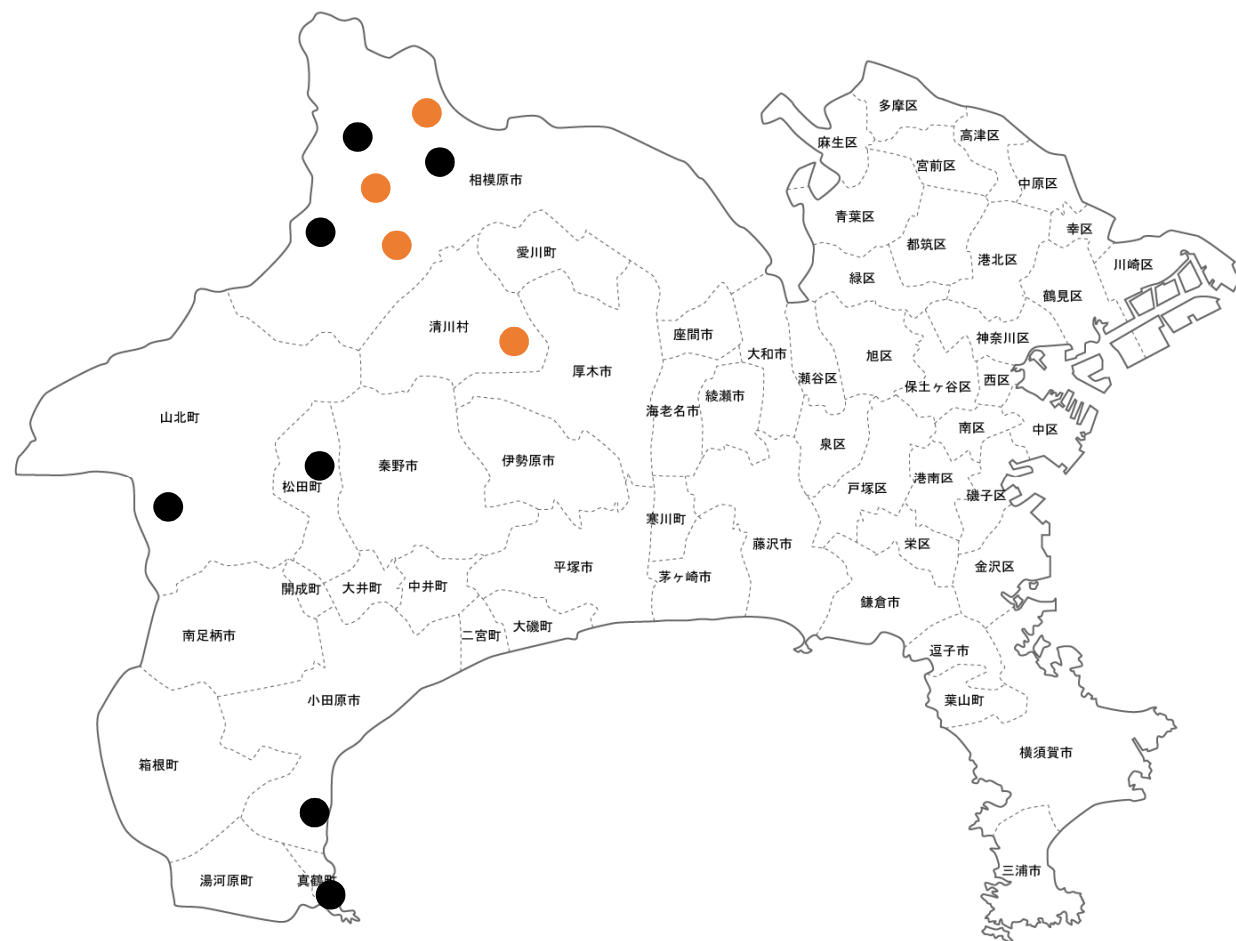 多摩区
高津区
麻生区
宮前区
中原区
相模原市
青葉区
幸区
都筑区
愛川町
港北区
川崎区
緑区
鶴見区
清川村
座間市
神奈川区
大和市
旭区
厚木市
瀬谷区
西区
保土ヶ谷区
綾瀬市
海老名市
山北町
南区
中区
泉区
伊勢原市
秦野市
港南区
松田町
戸塚区
磯子区
寒川町
藤沢市
栄区
平塚市
金沢区
茅ヶ崎市
開成町
大井町
中井町
鎌倉市
大磯町
二宮町
南足柄市
逗子市
小田原市
葉山町
横須賀市
箱根町
三浦市
湯河原町
真鶴町